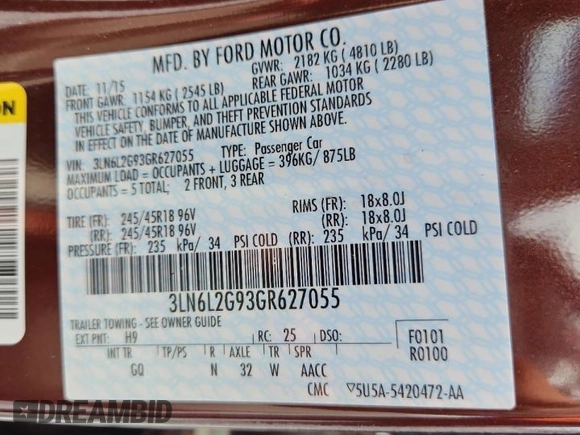 MFD. BY FORD MOTOR CO.
DATE: 11/15 GVWR: 2182 KG ( 4810 LB)
FRONT GAWR: 1154 KG ( 2545 LB) REAR GAWR: 1034 KG ( 2280 LB)
THIS VEHICLE CONFORMS TO ALL APPLICABLE FEDERAL MOTOR
VEHICLE SAFETY, BUMPER, AND THEFT PREVENTION STANDARDS
IN EFFECT ON THE DATE OF MANUFACTURE SHOWN ABOVE.
VIN: 3LN6L2G93GR627055 TYPE: Passenger Car
MAXIMUM LOAD = OCCUPANTS + LUGGAGE = 396KG/ 875LB
OCCUPANTS = 5 TOTAL; 2 FRONT, 3 REAR
TIRE (FR): 245/45R18 96V RIMS (FR): 18x8.0J
(RR): 245/45R18 96V (RR): 18x8.0J
PRESSURE (FR): 235 kPa/ 34 PSI COLD (RR): 235 kPa/ 34 PSI COLD
3LN6L2G93GR627055
TRAILER TOWING - SEE OWNER GUIDE
EXT PNT: H9 RC: 25 DSO: F0101
INT TR TP/PS R AXLE TR SPR R0100
GQ N 32 W AACC
CMC ▽5U5A-5420472-AA
ON
DREAMBID